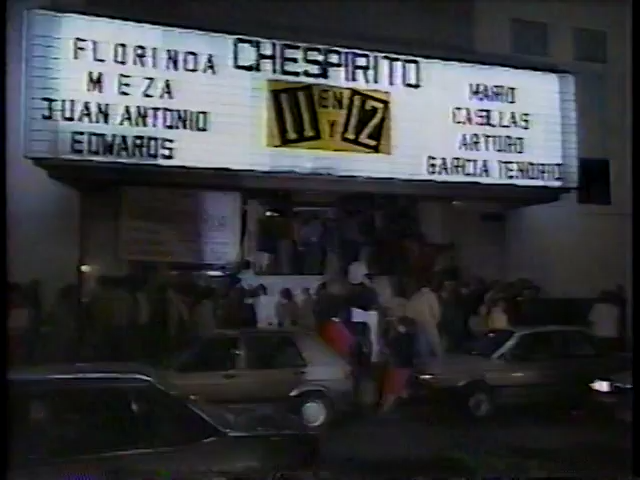 FLORINDA
MEZA
JUAN ANTONIO
EDWARDS
CHESPIRITO
EN
11 Y 12
MARIO
CASILLAS
ARTURO
GARCIA TENORIO